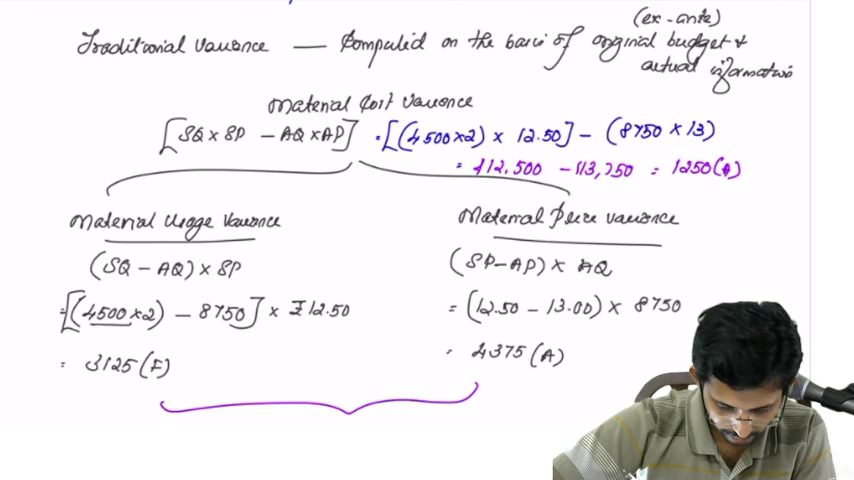 (ex-ante)
Traditional Variance — Computed on the basis of original budget &
actual information
Material Cost Variance
[SQ × SP - AQ × AP] = [(4500×2) × 12.50] - (8750 × 13)
= 112,500 - 113,750 = 1250(A)
Material Usage Variance
(SQ - AQ) × SP
= [(4500×2) - 8750] × ₹12.50
= 3125 (F)
Material Price Variance
(SP-AP) × AQ
= (12.50 - 13.00) × 8750
= 4375 (A)